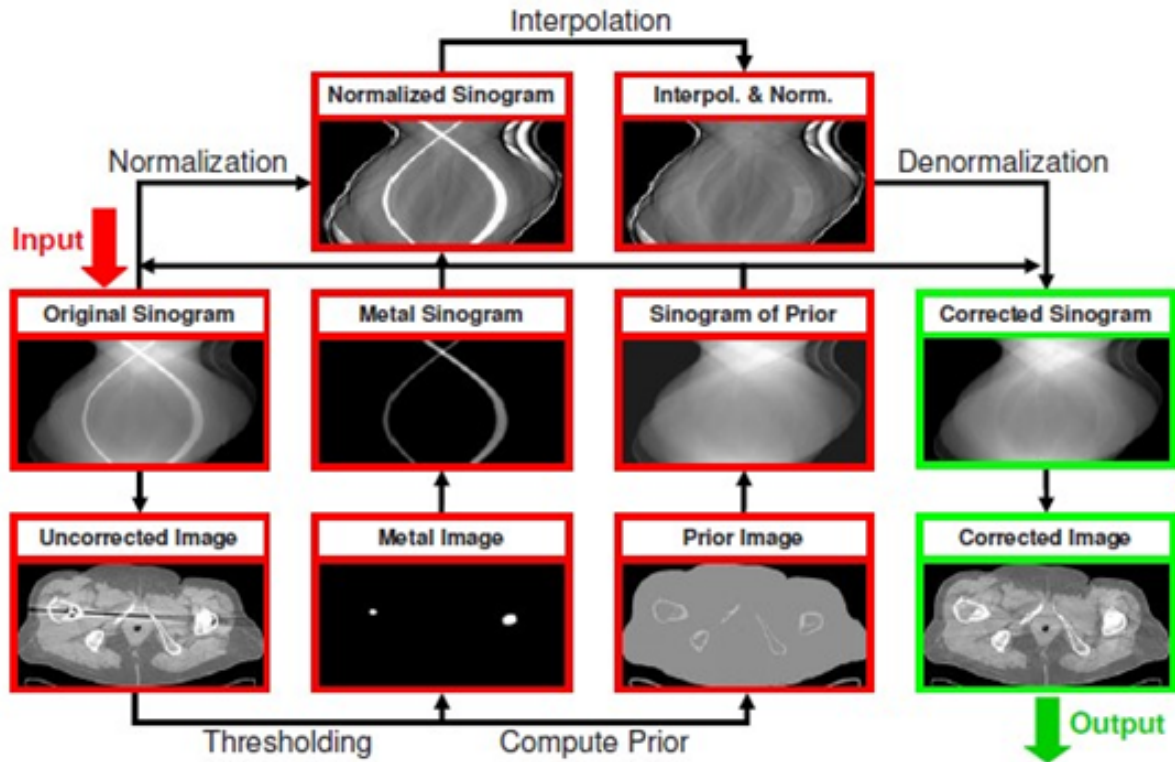 Interpolation
Normalized Sinogram
Interpol. & Norm.
Normalization
Denormalization
Input
Original Sinogram
Metal Sinogram
Sinogram of Prior
Corrected Sinogram
Uncorrected Image
Metal Image
Prior Image
Corrected Image
Thresholding
Compute Prior
Output